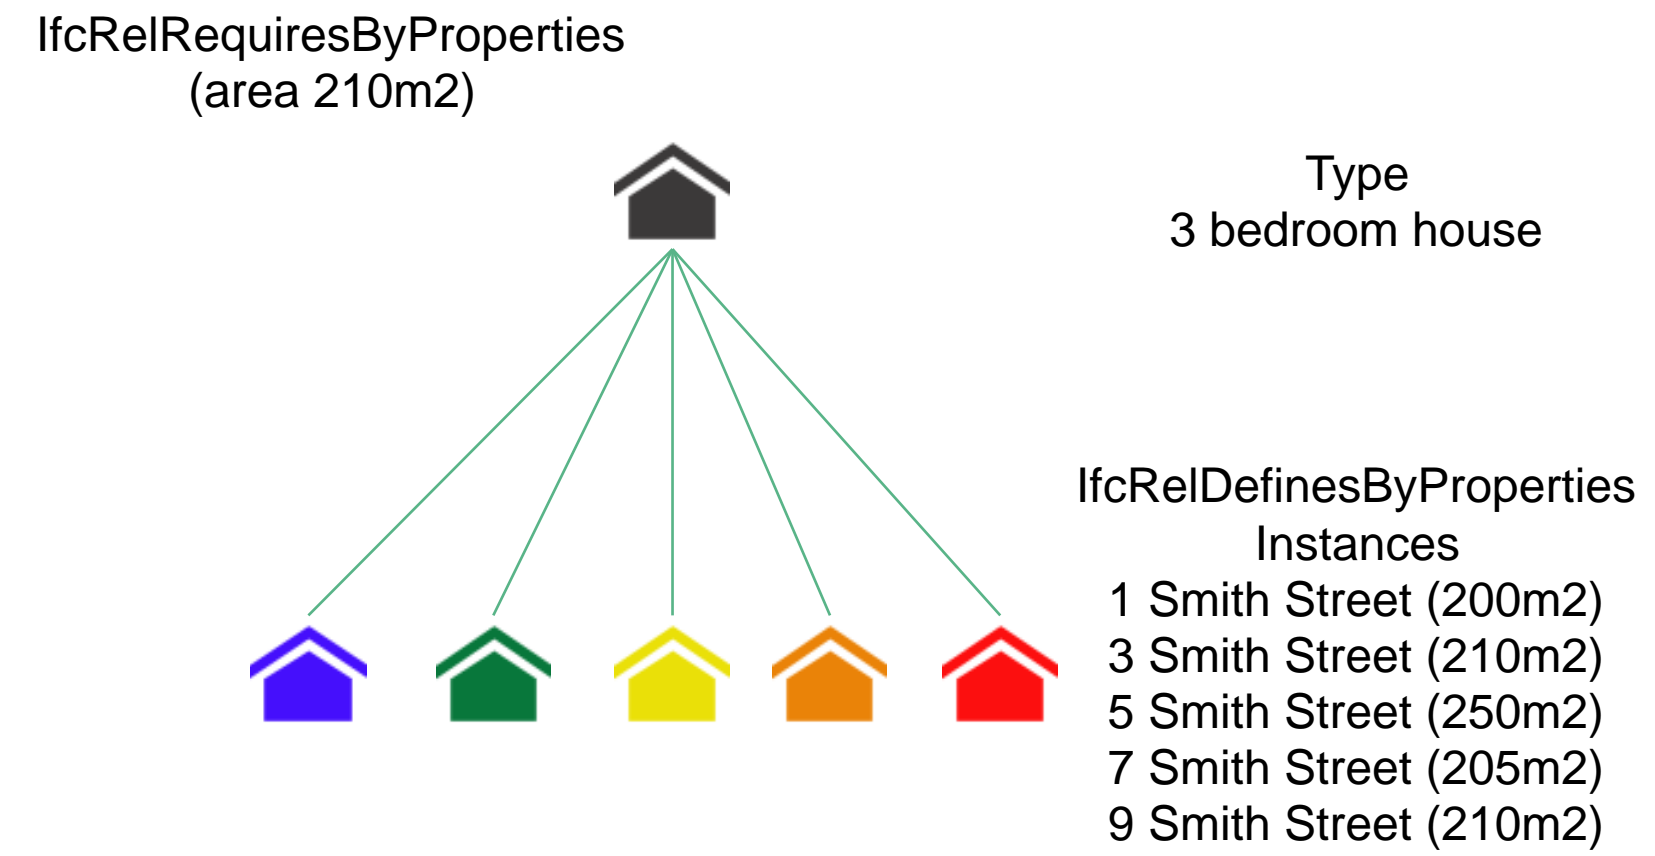 IfcRelRequiresByProperties
(area 210m2)
Type
3 bedroom house
IfcRelDefinesByProperties
Instances
1 Smith Street (200m2)
3 Smith Street (210m2)
5 Smith Street (250m2)
7 Smith Street (205m2)
9 Smith Street (210m2)